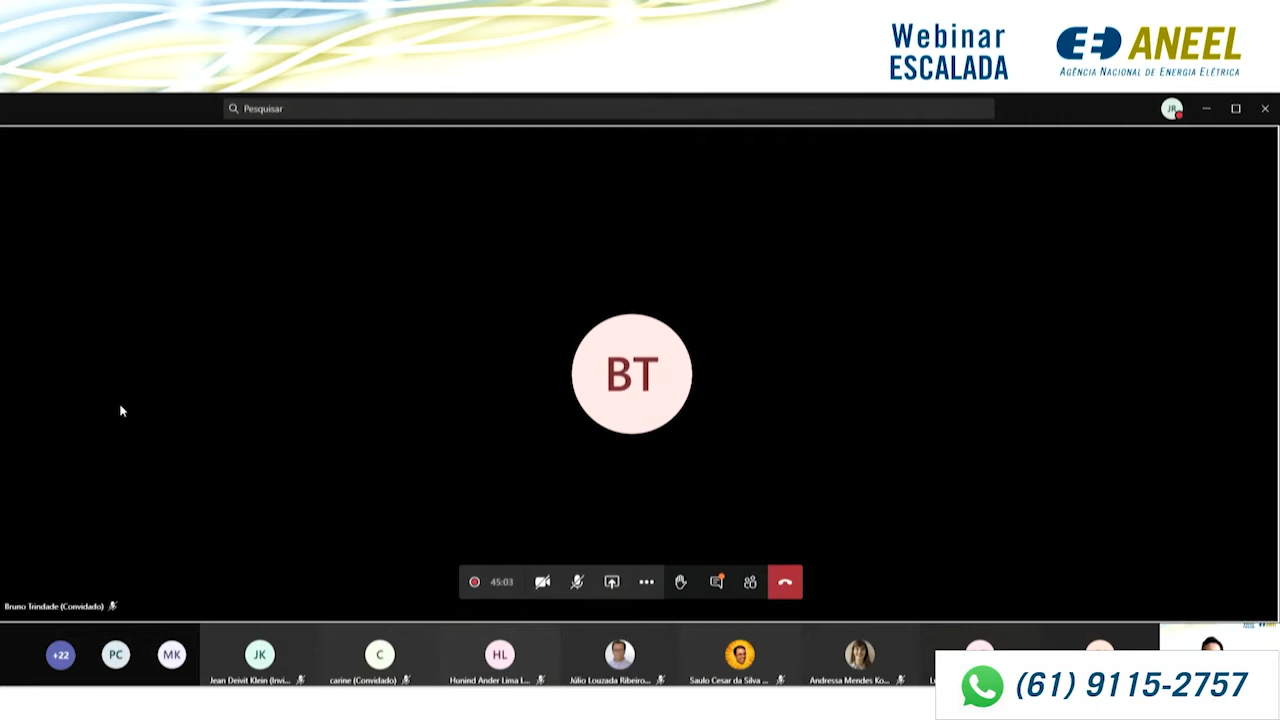 Webinar
ESCALADA
ANEEL
AGÊNCIA NACIONAL DE ENERGIA ELÉTRICA
Pesquisar
JR
BT
45:03
Bruno Trindade (Convidado)
+22
PC
MK
JK
C
HL
Jean Deivit Klein (Invi...
carine (Convidado)
Hunind Ander Lima L...
Júlio Louzada Ribeiro...
Saulo Cesar da Silva ...
Andressa Mendes Ko...
(61) 9115-2757